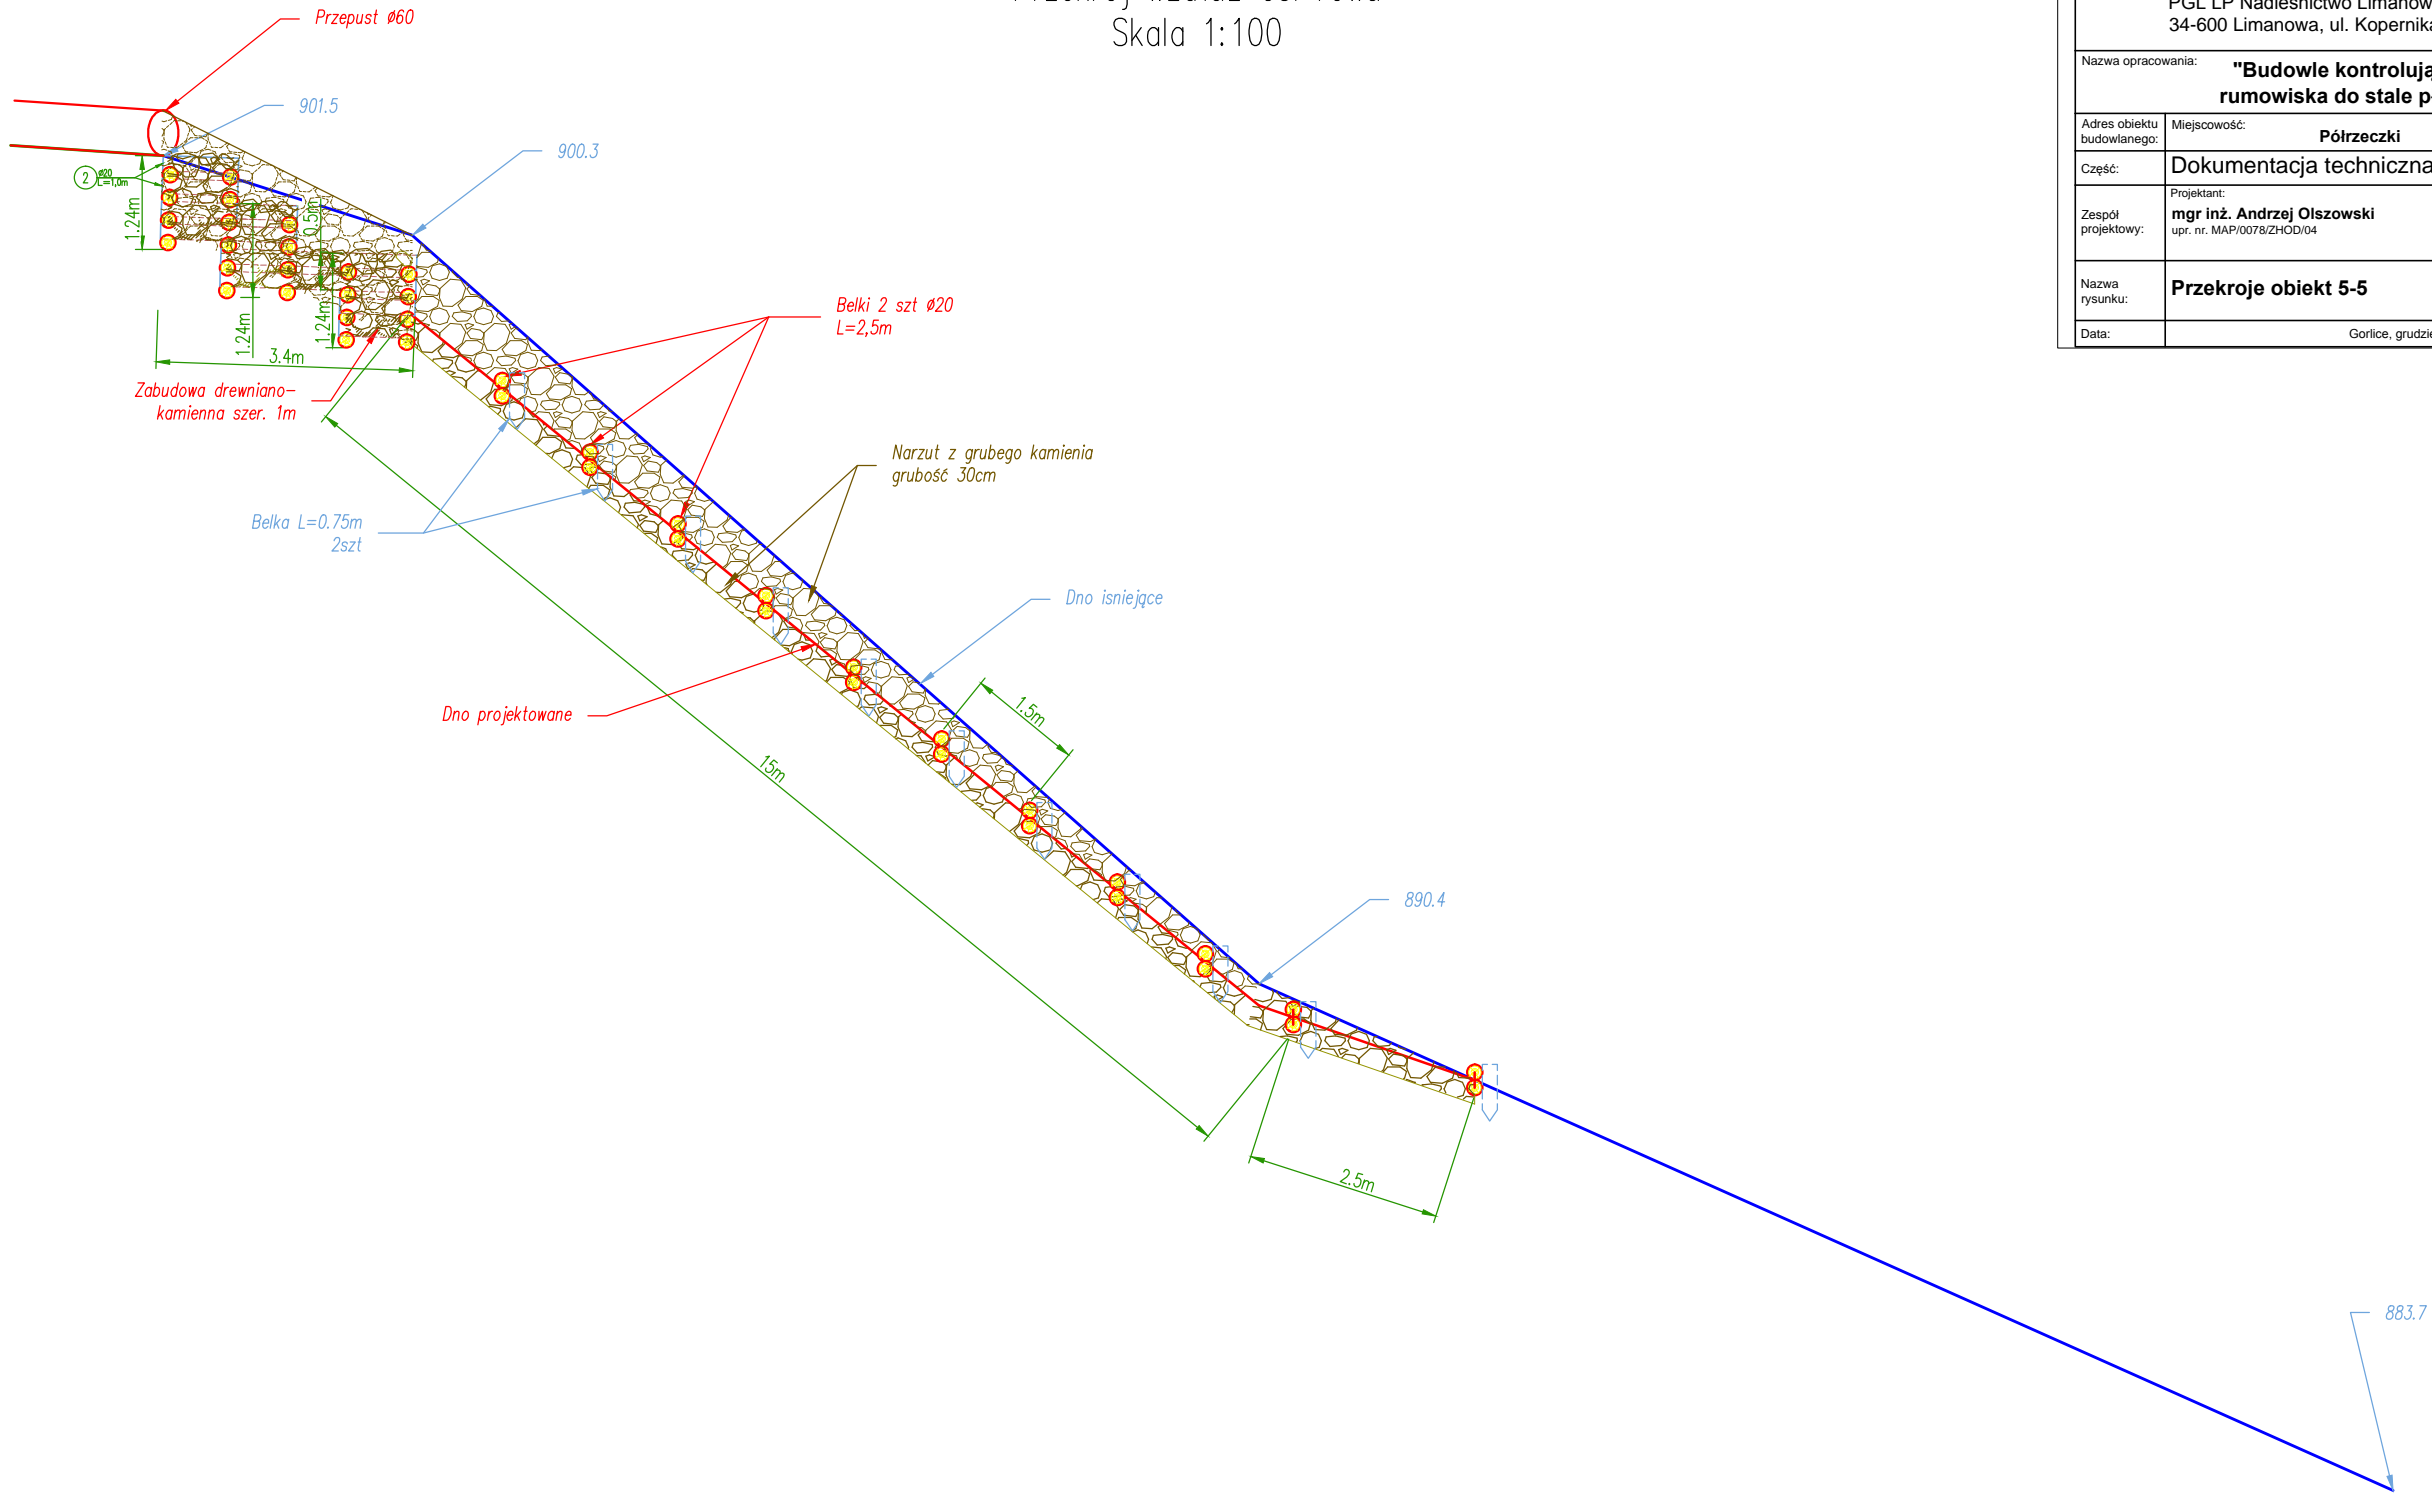 Skala 1:100
PGL LP Nadleśnictwo
34-600 Limanowa, ul.
Nazwa opracowania:
"Budowle
rumowiska do stale
Adres obiektu
budowlanego:
Miejscowość:
Półrzeczki
Część:
Dokumentacja techniczna
Zespół
projektowy:
Projektant:
mgr inż. Andrzej Olszowski
upr. nr. MAP/0078/ZHOD/04
Nazwa
rysunku:
Przekroje obiekt 5-5
Data:
Gorlice,
Przepust ø60
901.5
900.3
2
ø20
L=1,0m
1.24m
0.5m
1.24m
1.24m
3.4m
Zabudowa drewniano-
kamienna szer. 1m
Belki 2 szt ø20
L=2,5m
Narzut z grubego kamienia
grubość 30cm
Belka L=0.75m
2szt
Dno isniejące
Dno projektowane
1.5m
15m
890.4
2.5m
883.7